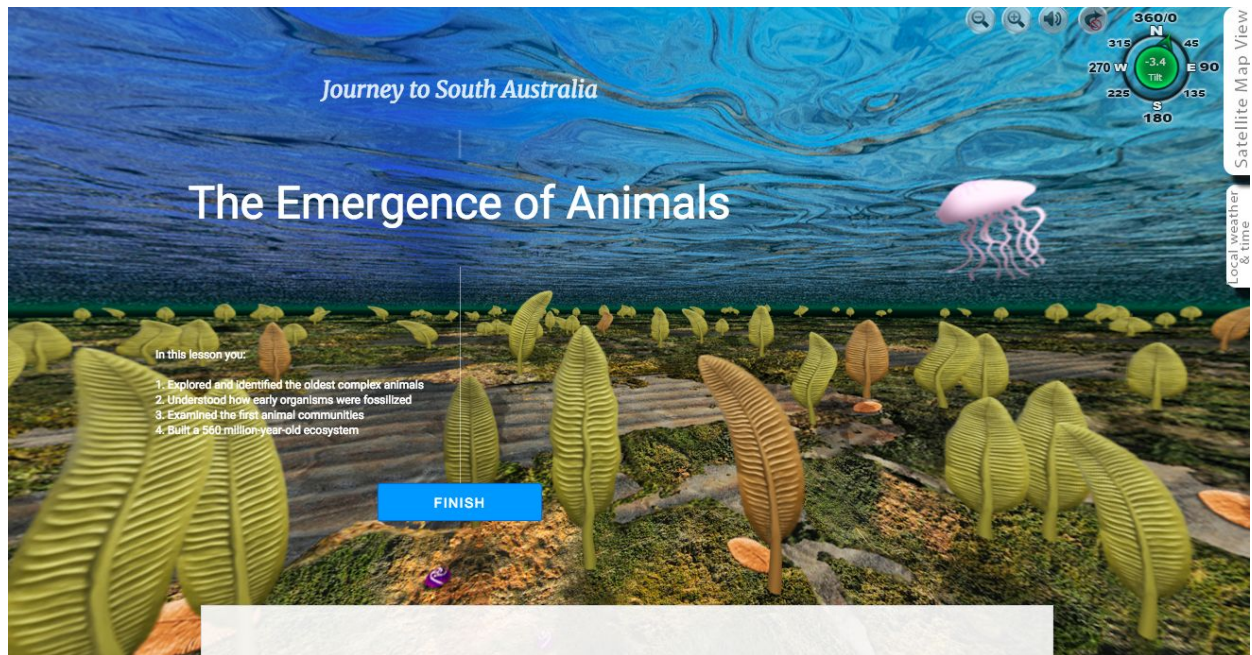 Journey to South Australia
The Emergence of Animals
In this lesson you:
1. Explored and identified the oldest complex animals
2. Understood how early organisms were fossilized
3. Examined the first animal communities
4. Built a 560 million-year-old ecosystem
FINISH
360/0
N
315
45
270 W
-3.4
E 90
Tilt
225
135
S
180
Satellite Map View
Local weather
& time